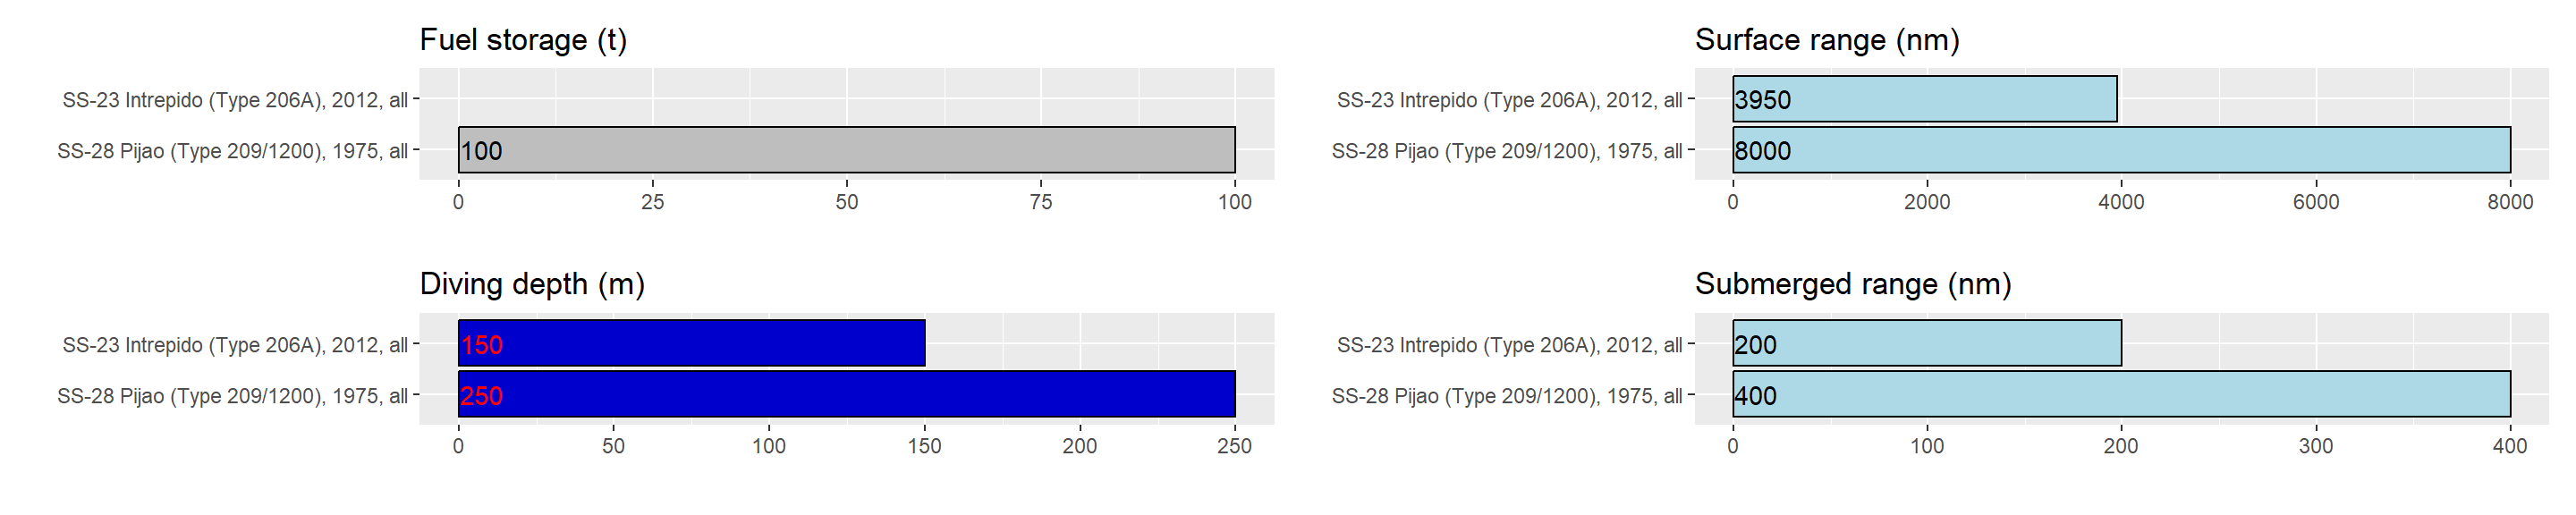 Fuel storage (t)
SS-23 Intrepido (Type 206A), 2012, all
SS-28 Pijao (Type 209/1200), 1975, all
100
0 25 50 75 100
Surface range (nm)
SS-23 Intrepido (Type 206A), 2012, all
3950
SS-28 Pijao (Type 209/1200), 1975, all
8000
0 2000 4000 6000 8000
Diving depth (m)
SS-23 Intrepido (Type 206A), 2012, all
150
SS-28 Pijao (Type 209/1200), 1975, all
250
0 50 100 150 200 250
Submerged range (nm)
SS-23 Intrepido (Type 206A), 2012, all
200
SS-28 Pijao (Type 209/1200), 1975, all
400
0 100 200 300 400